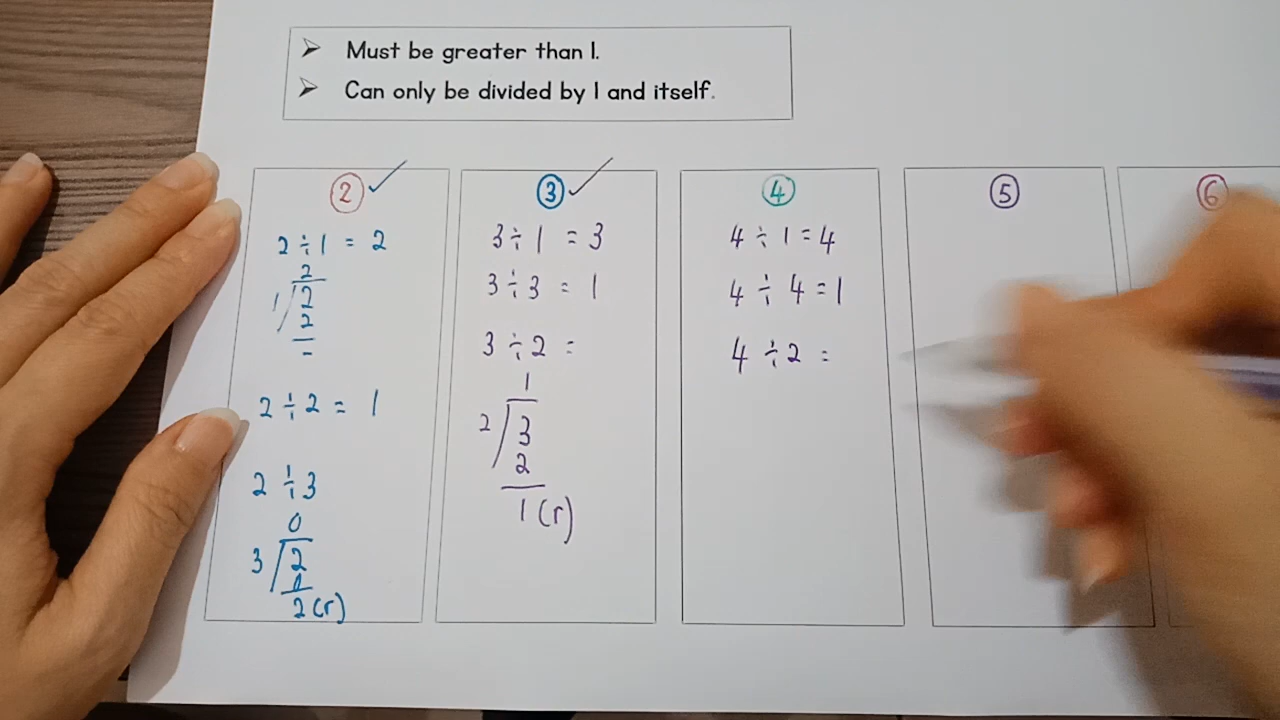 Must be greater than 1.
Can only be divided by 1 and itself.
2
2 ÷ 1 = 2
2
1 2
2
-
2 ÷ 2 = 1
2 ÷ 3
0
3 2
0
2 (r)
3
3 ÷ 1 = 3
3 ÷ 3 = 1
3 ÷ 2 =
1
2 3
2
1 (r)
4
4 ÷ 1 = 4
4 ÷ 4 = 1
4 ÷ 2 =
5
6